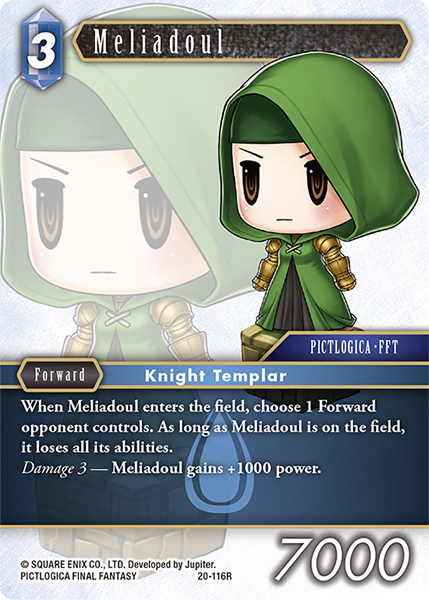 3
Meliadoul
PICTLOGICA・FFT
Forward
Knight Templar
When Meliadoul enters the field, choose 1 Forward
opponent controls. As long as Meliadoul is on the field,
it loses all its abilities.
Damage 3 — Meliadoul gains +1000 power.
© SQUARE ENIX CO., LTD. Developed by Jupiter.
PICTLOGICA FINAL FANTASY
20-116R
7000